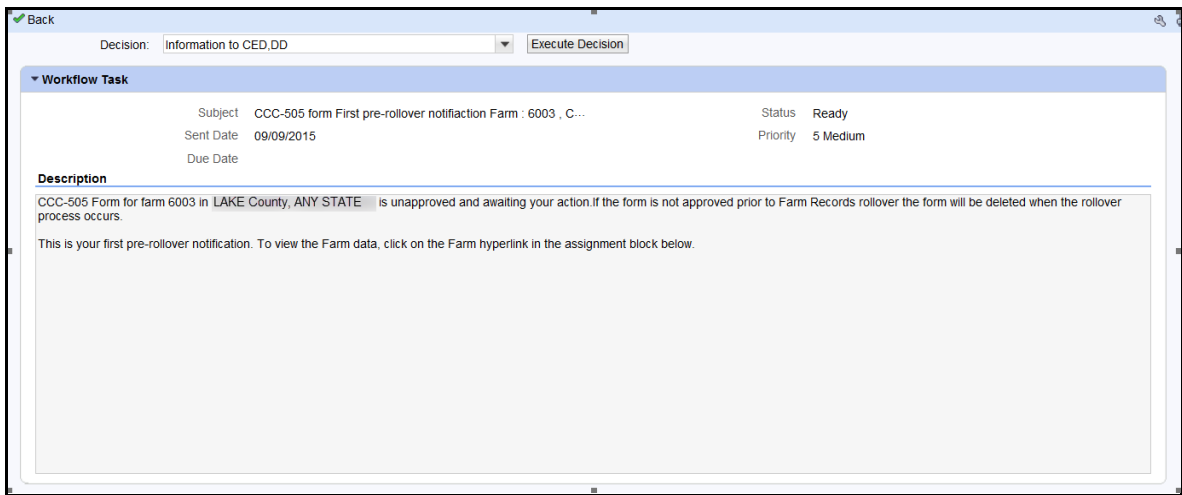 Back
Decision: Information to CED,DD Execute Decision
Workflow Task
Subject CCC-505 form First pre-rollover notifiaction Farm : 6003 , C... Status Ready
Sent Date 09/09/2015 Priority 5 Medium
Due Date
Description
CCC-505 Form for farm 6003 in LAKE County, ANY STATE is unapproved and awaiting your action.If the form is not approved prior to Farm Records rollover the form will be deleted when the rollover
process occurs.
This is your first pre-rollover notification. To view the Farm data, click on the Farm hyperlink in the assignment block below.